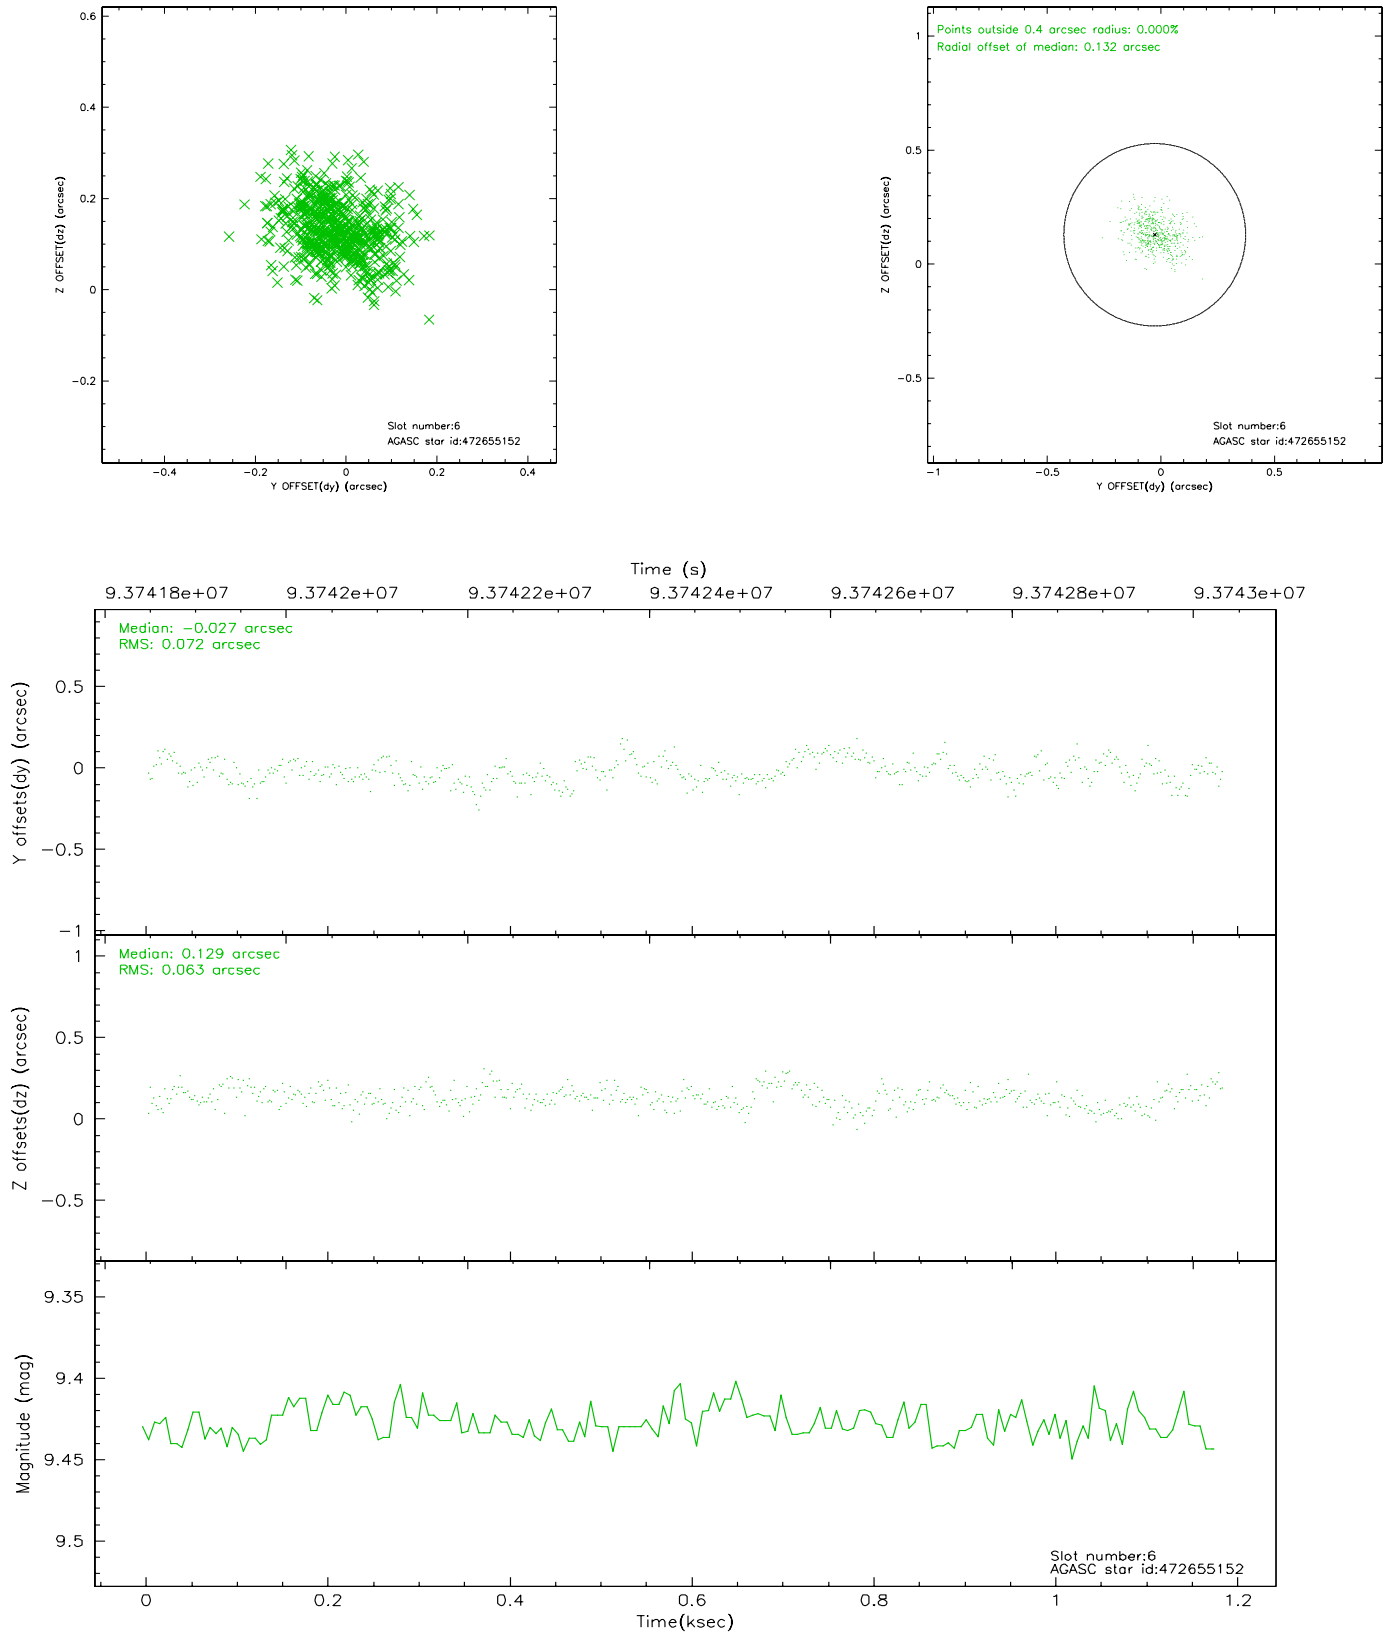 0.6
0.4
0.2
0
−0.2
Z OFFSET(dz) (arcsec)
Slot number:6
AGASC star id:472655152
−0.4 −0.2 0 0.2 0.4
Y OFFSET(dy) (arcsec)
Points outside 0.4 arcsec radius: 0.000%
Radial offset of median: 0.132 arcsec
1
0.5
0
−0.5
Z OFFSET(dz) (arcsec)
Slot number:6
AGASC star id:472655152
−1 −0.5 0 0.5
Y OFFSET(dy) (arcsec)
Time (s)
9.37418e+07 9.3742e+07 9.37422e+07 9.37424e+07 9.37426e+07 9.37428e+07 9.3743e+07
Median: −0.027 arcsec
RMS: 0.072 arcsec
0.5
0
−0.5
−1
Y offsets(dy) (arcsec)
Median: 0.129 arcsec
RMS: 0.063 arcsec
1
0.5
0
−0.5
Z offsets(dz) (arcsec)
9.35
9.4
9.45
9.5
Magnitude (mag)
Slot number:6
AGASC star id:472655152
0 0.2 0.4 0.6 0.8 1 1.2
Time(ksec)